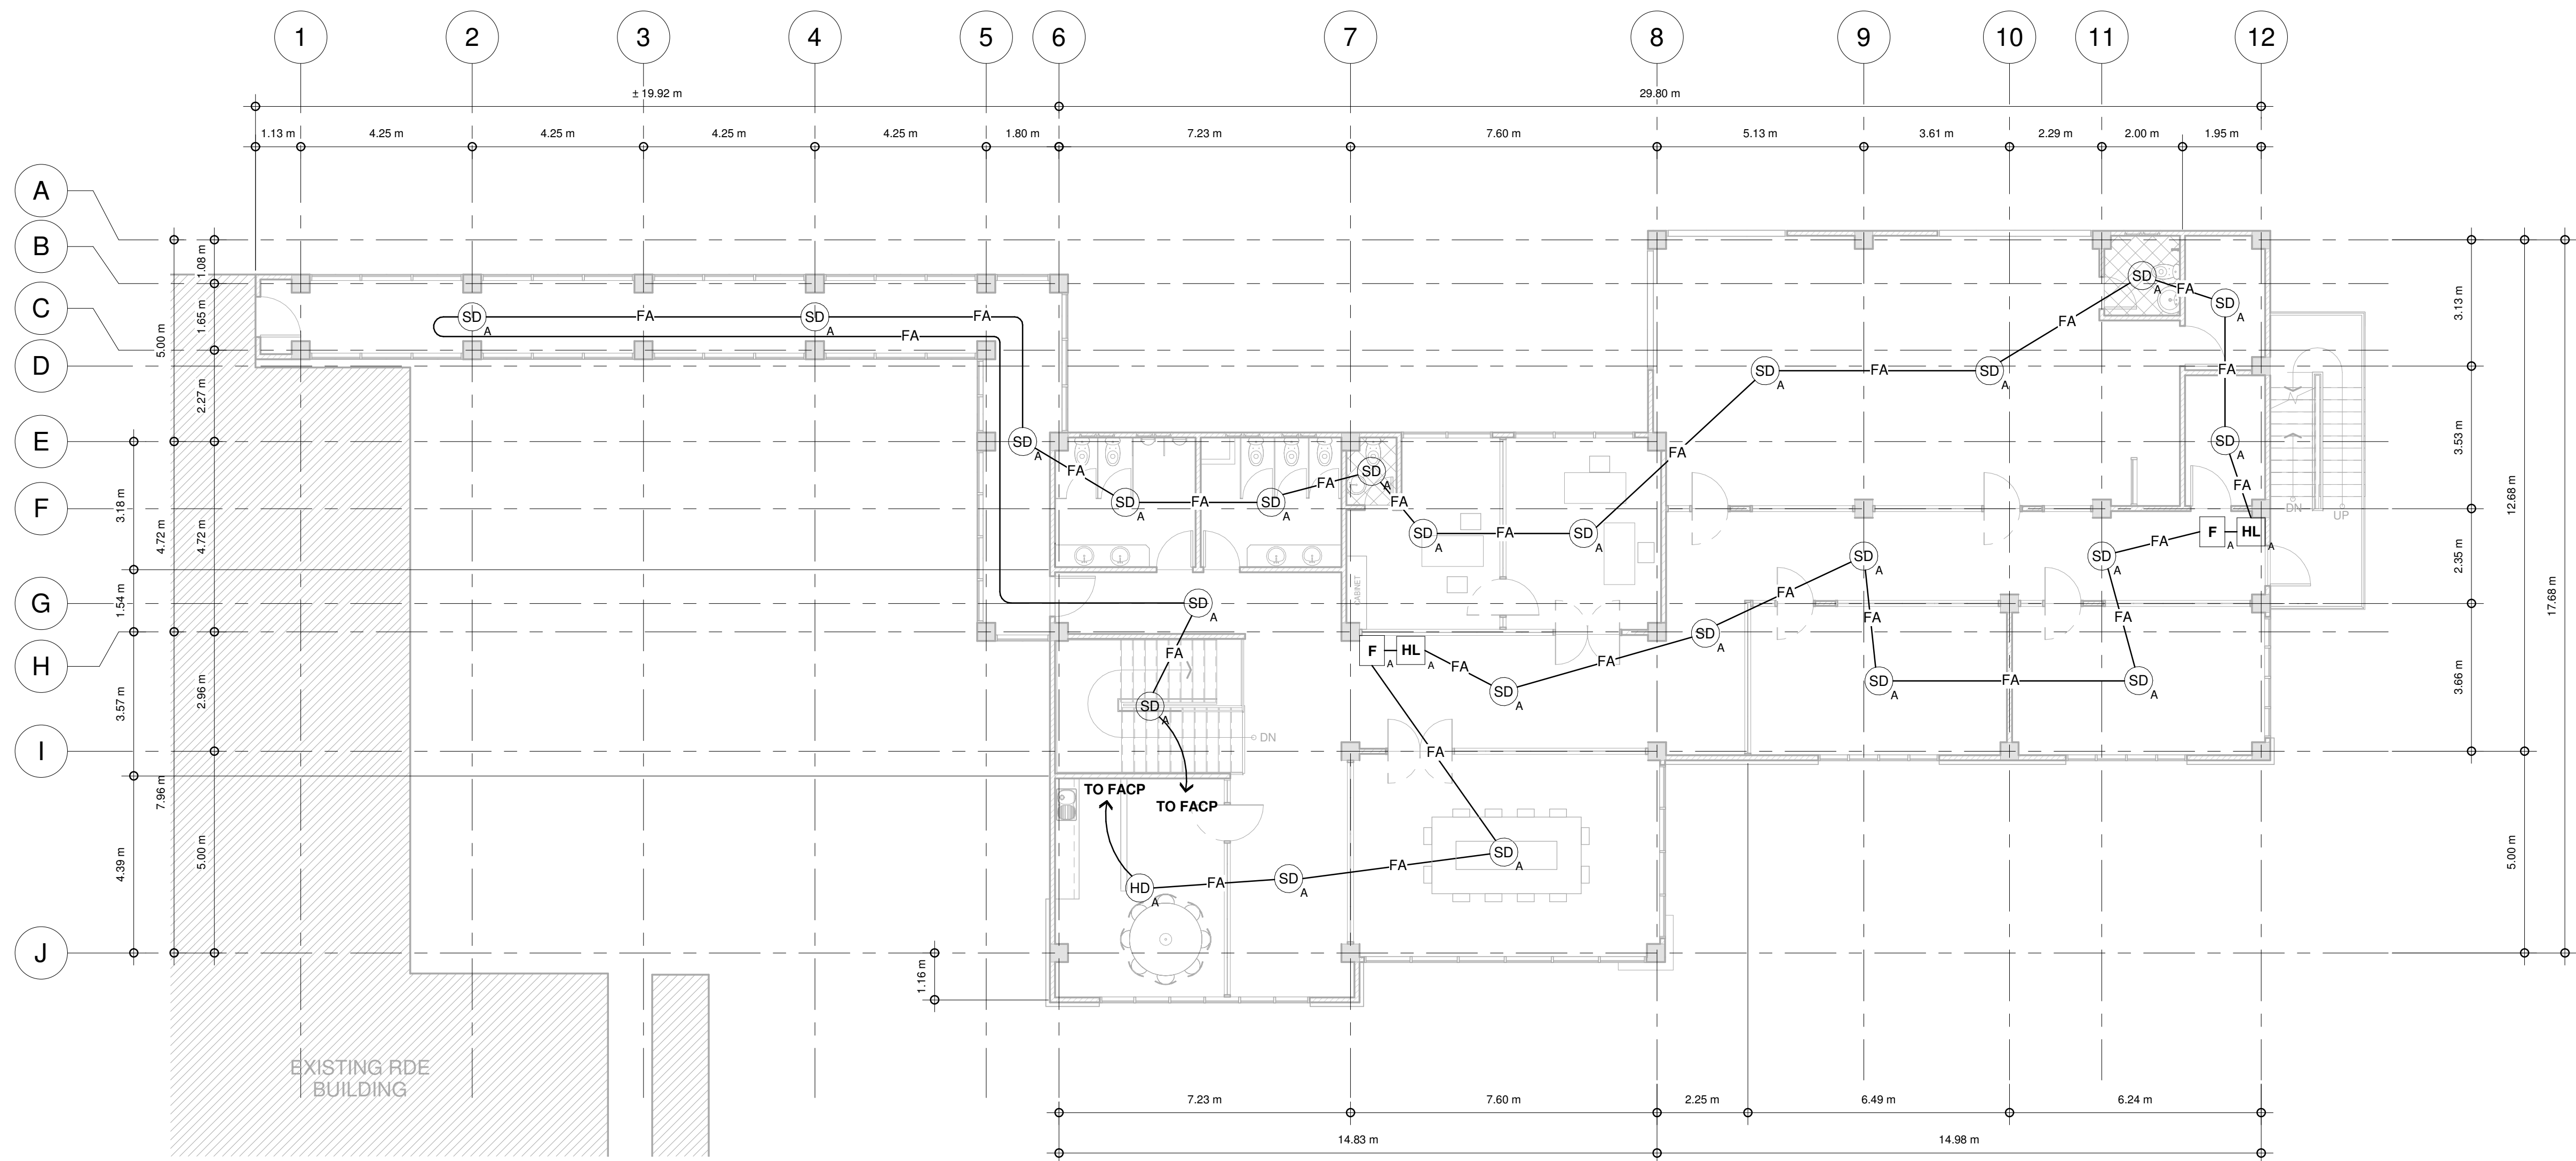 1 2 3 4 5 6 7 8 9 10 11 12
± 19.92 m 29.80 m
1.13 m 4.25 m 4.25 m 4.25 m 4.25 m 1.80 m 7.23 m 7.60 m 5.13 m 3.61 m 2.29 m 2.00 m 1.95 m
A
B
C
D
E
F
G
H
I
J
1.08 m
1.65 m
5.00 m
2.27 m
3.18 m
4.72 m
4.72 m
1.54 m
3.57 m
2.96 m
7.96 m
4.39 m
5.00 m
1.16 m
3.13 m
3.53 m
12.68 m
2.35 m
17.68 m
3.66 m
5.00 m
SD A FA SD A FA
FA
SD A
FA
SD A FA SD A
FA
SD A
FA
SD A FA SD A
FA
SD A FA SD A
FA
SD A
FA
SD A
FA
SD A
FA
F A HL A
FA
SD A
FA
SD A
FA
SD A
FA
SD A
FA
SD A
FA
SD A
FA
HL A
F A
FA
SD A
FA
SD A
FA
HD A
TO FACP
SD A
FA
SD A
TO FACP
CABINET
DN
DN
UP
EXISTING RDE
BUILDING
7.23 m 7.60 m 2.25 m 6.49 m 6.24 m
14.83 m 14.98 m